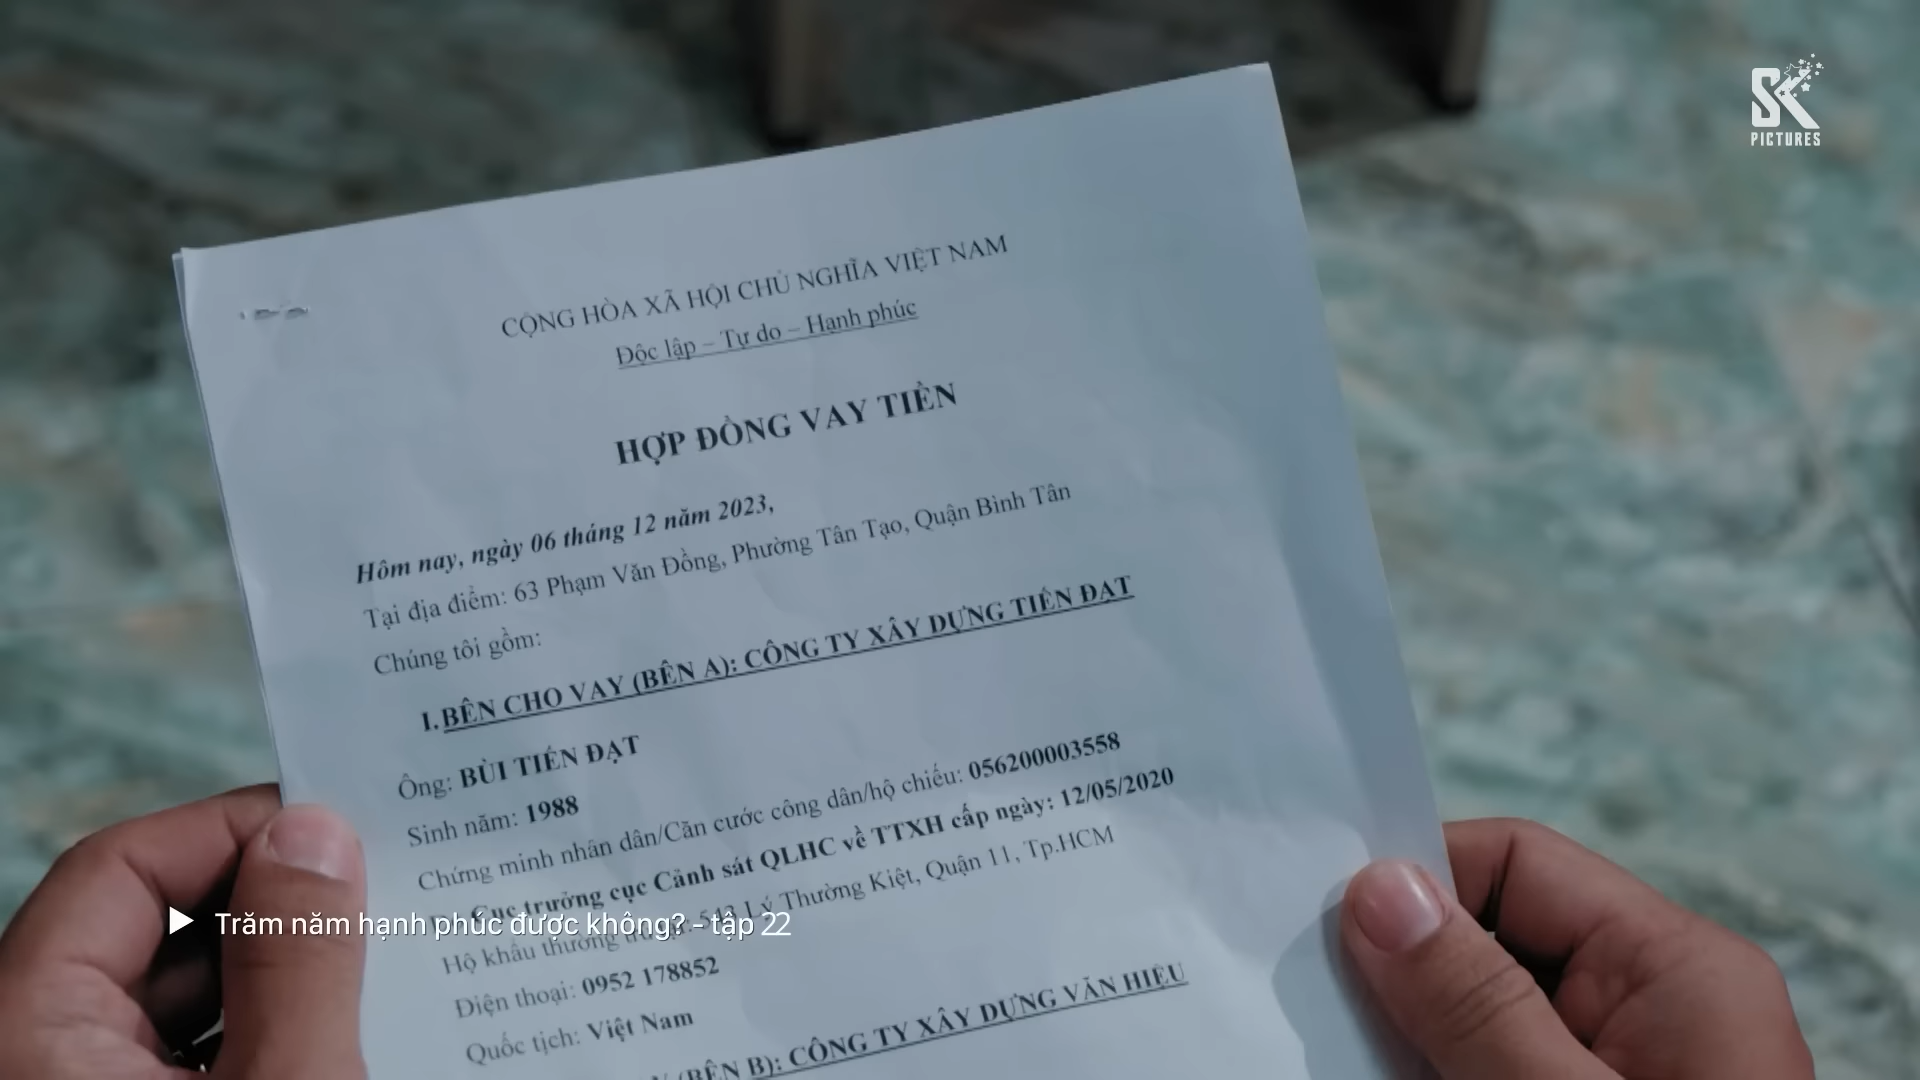 SK
PICTURES
CỘNG HÒA XÃ HỘI CHỦ NGHĨA VIỆT NAM
Độc lập – Tự do – Hạnh phúc
HỢP ĐỒNG VAY TIỀN
Hôm nay, ngày 06 tháng 12 năm 2023,
Tại địa điểm: 63 Phạm Văn Đồng, Phường Tân Tạo, Quận Bình Tân
Chúng tôi gồm:
I. BÊN CHO VAY (BÊN A): CÔNG TY XÂY DỰNG TIẾN ĐẠT
Ông: BÙI TIẾN ĐẠT
Sinh năm: 1988
Chứng minh nhân dân/Căn cước công dân/hộ chiếu: 056200003558
Cục trưởng cục Cảnh sát QLHC về TTXH cấp ngày: 12/05/2020
Hộ khẩu thường Lý Thường Kiệt, Quận 11, Tp.HCM
Trăm năm hạnh phúc được không? - tập 22
Điện thoại: 0952 178852
Quốc tịch: Việt Nam
(BÊN B): CÔNG TY XÂY DỰNG VĂN HIẾU